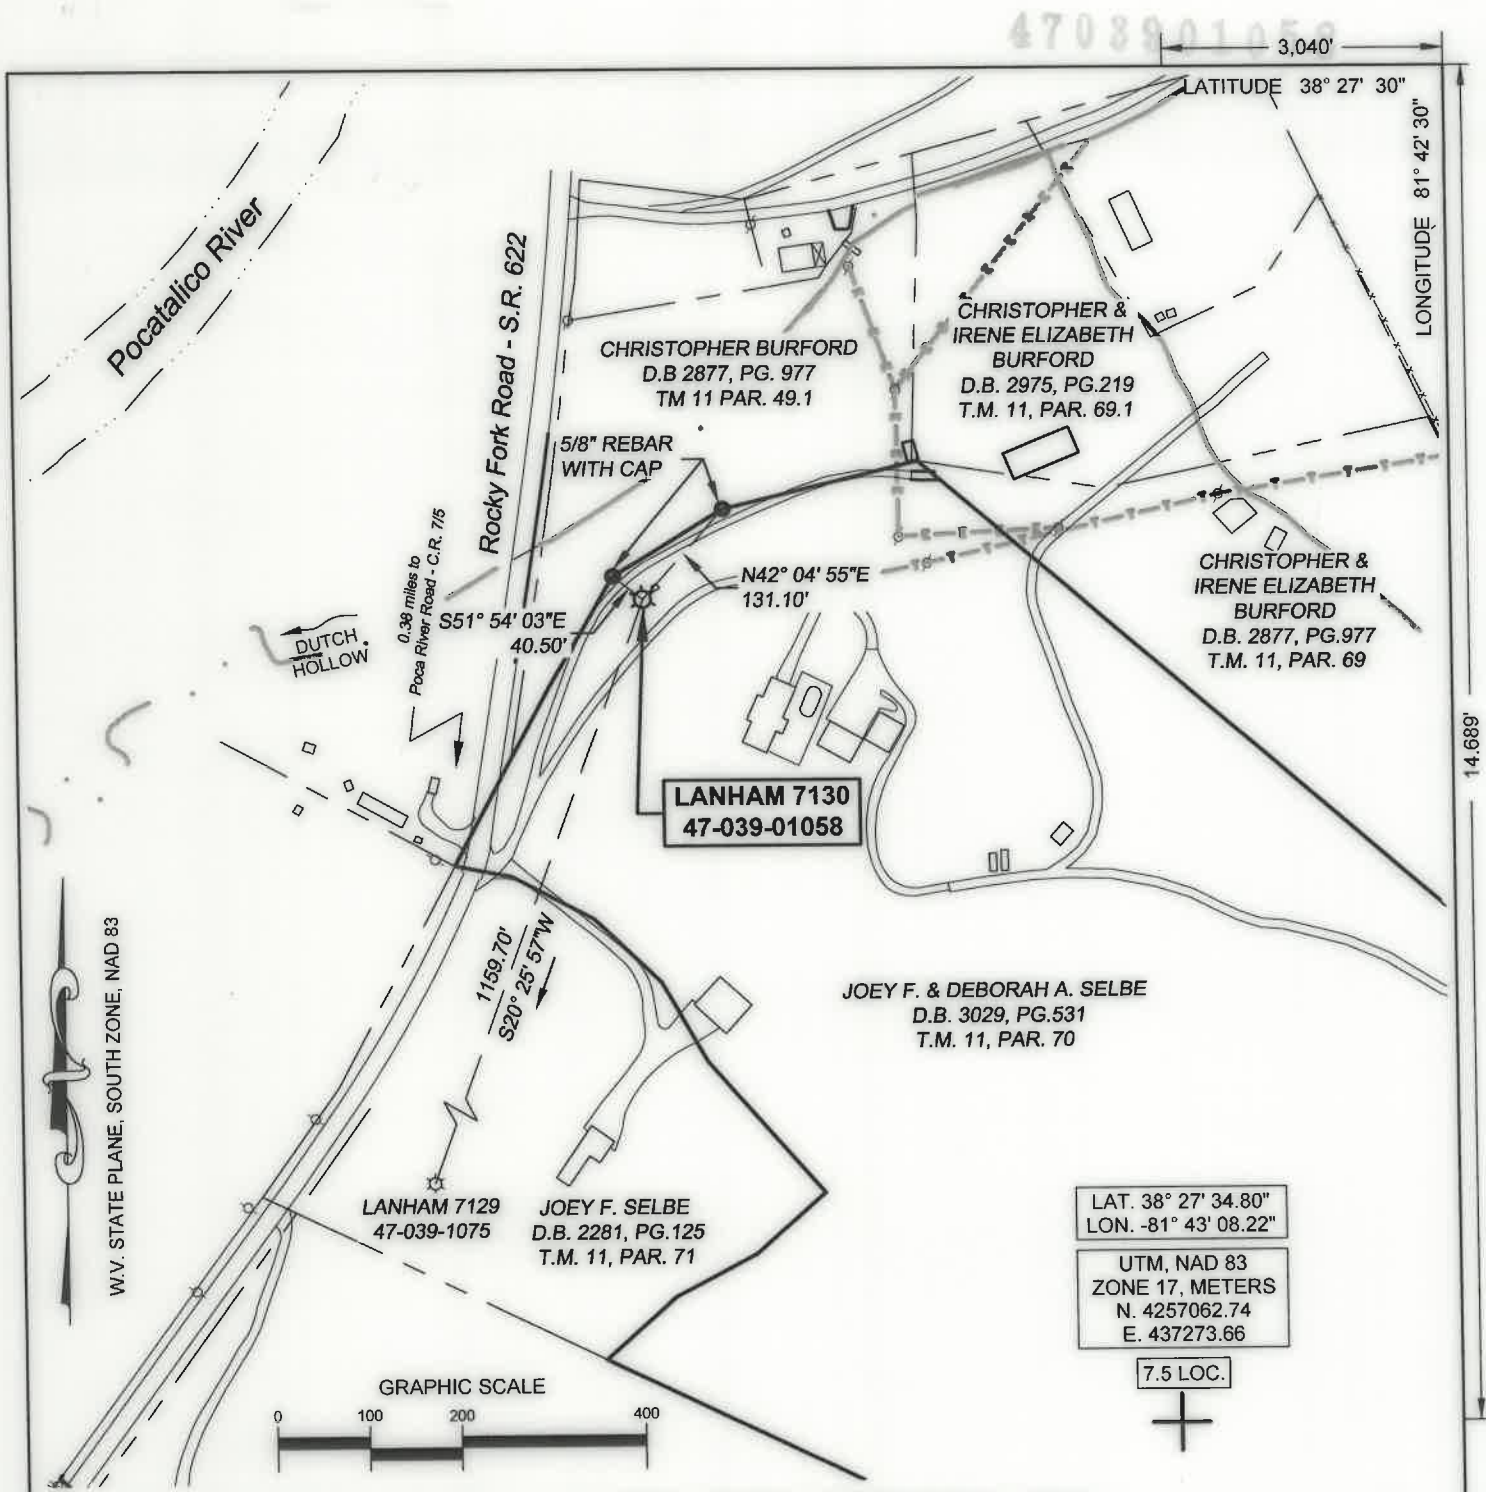 4703901058
3,040'
LATITUDE 38° 27' 30"
LONGITUDE 81° 42' 30"
14.689'
Pocatalico River
Rocky Fork Road - S.R. 622
CHRISTOPHER BURFORD
D.B 2877, PG. 977
TM 11 PAR. 49.1
CHRISTOPHER &
IRENE ELIZABETH
BURFORD
D.B. 2975, PG.219
T.M. 11, PAR. 69.1
5/8" REBAR
WITH CAP
N42° 04' 55"E
131.10'
CHRISTOPHER &
IRENE ELIZABETH
BURFORD
D.B. 2877, PG.977
T.M. 11, PAR. 69
S51° 54' 03"E
40.50'
0.38 miles to
Poca River Road - C.R. 7/5
DUTCH
HOLLOW
LANHAM 7130
47-039-01058
W.V. STATE PLANE, SOUTH ZONE, NAD 83
1159.70'
S20° 25' 57"W
JOEY F. & DEBORAH A. SELBE
D.B. 3029, PG.531
T.M. 11, PAR. 70
LANHAM 7129
47-039-1075
JOEY F. SELBE
D.B. 2281, PG.125
T.M. 11, PAR. 71
LAT. 38° 27' 34.80"
LON. -81° 43' 08.22"
UTM, NAD 83
ZONE 17, METERS
N. 4257062.74
E. 437273.66
7.5 LOC.
GRAPHIC SCALE
0 100 200 400